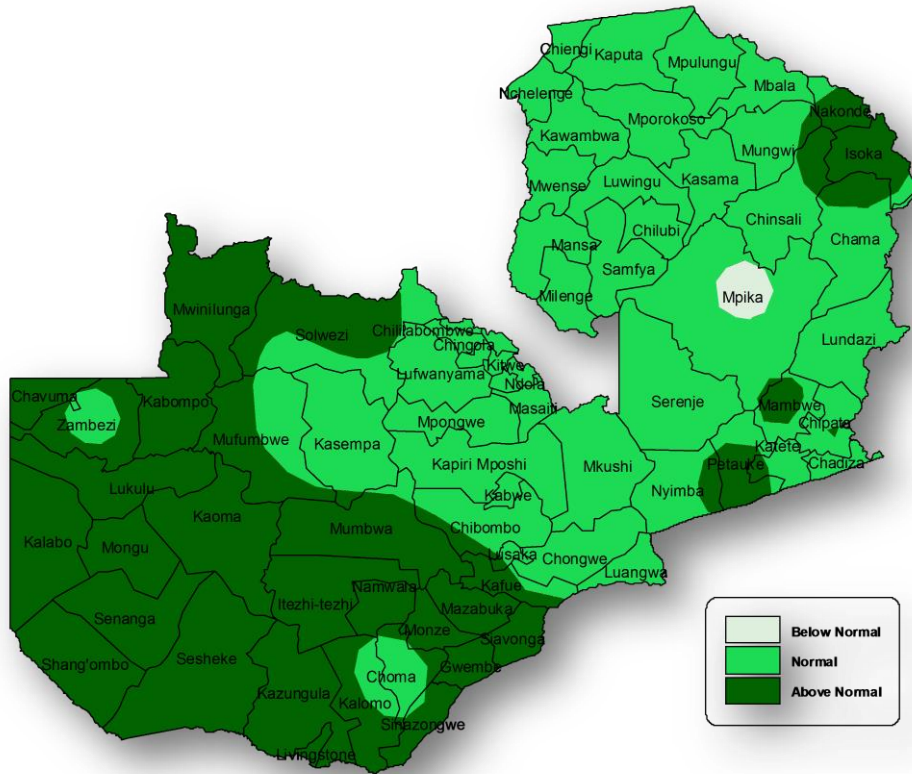 Chiengi
Kaputa
Mpulungu
Mbala
Nchelenge
Nakonde
Mporokoso
Kawambwa
Mungwi
Isoka
Mwense
Luwingu
Kasama
Chinsali
Chilubi
Chama
Mansa
Samfya
Mpika
Milenge
Mwinilunga
Solwezi
Chililabombwe
Chingola
Lundazi
Kitwe
Lufwanyama
Ndola
Chavuma
Kabompo
Serenje
Mambwe
Masaiti
Zambezi
Mpongwe
Chipata
Mufumbwe
Kasempa
Katete
Kapiri Mposhi
Mkushi
Petauke
Chadiza
Nyimba
Lukulu
Kabwe
Kaoma
Mumbwa
Chibombo
Kalabo
Mongu
Lusaka
Chongwe
Luangwa
Kafue
Namwala
Itezhi-tezhi
Mazabuka
Senanga
Monze
Siavonga
Shang'ombo
Sesheke
Gwembe
Choma
Kazungula
Kalomo
Sinazongwe
Livingstone
Below Normal
Normal
Above Normal